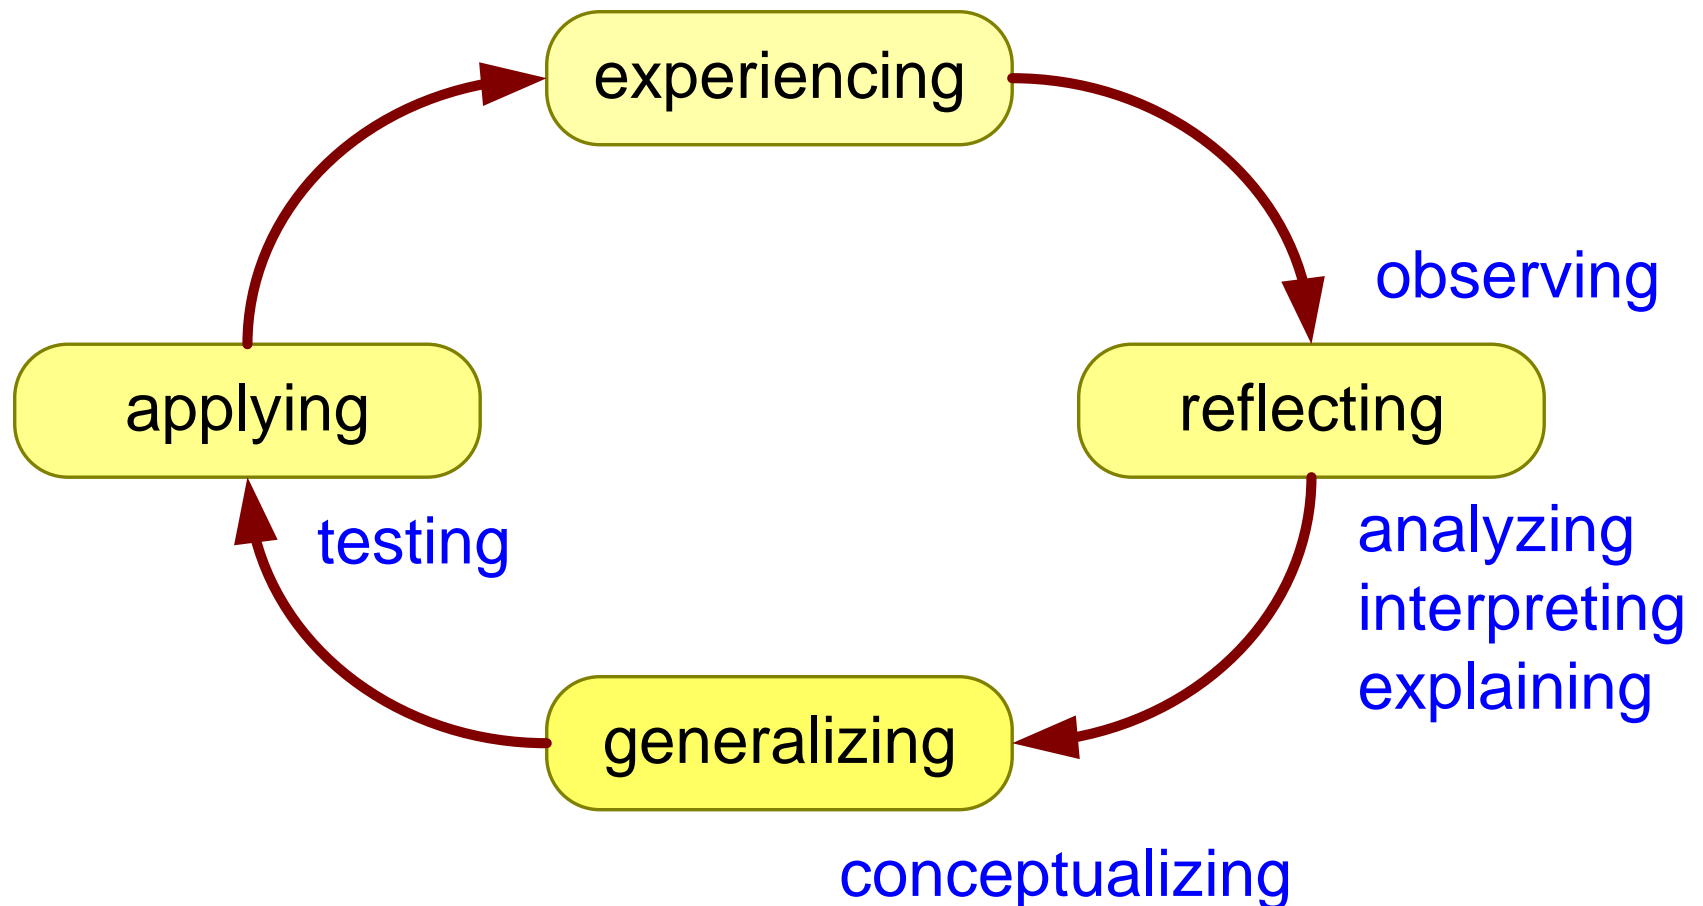 experiencing
observing
applying
reflecting
testing
analyzing
interpreting
explaining
generalizing
conceptualizing